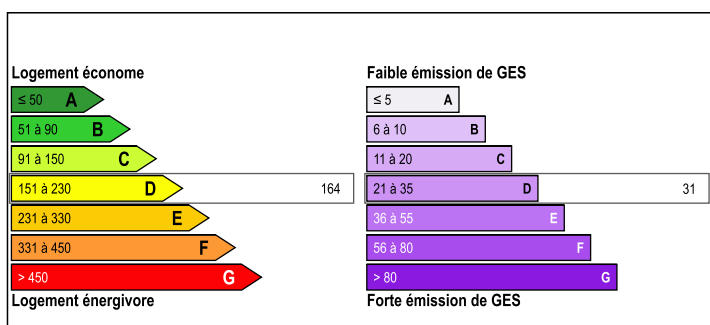 Logement économe
≤ 50 A
51 à 90 B
91 à 150 C
151 à 230 D 164
231 à 330 E
331 à 450 F
> 450 G
Logement énergivore
Faible émission de GES
≤ 5 A
6 à 10 B
11 à 20 C
21 à 35 D 31
36 à 55 E
56 à 80 F
> 80 G
Forte émission de GES